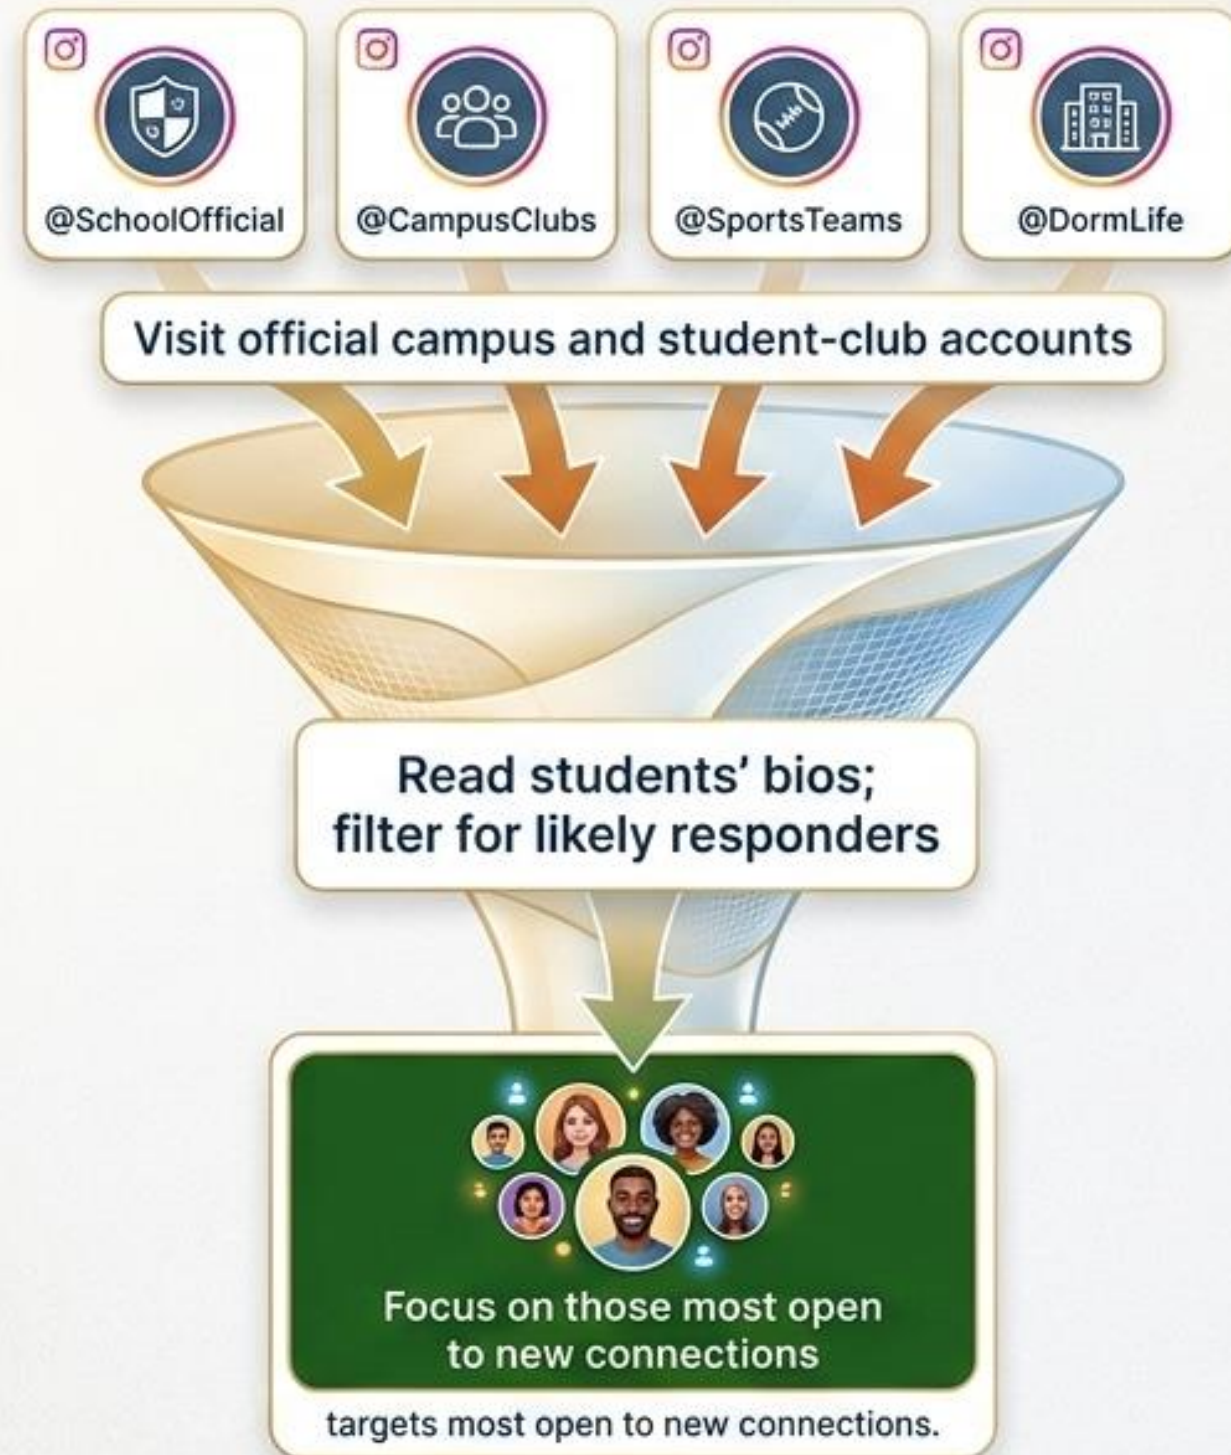 @SchoolOfficial
@CampusClubs
@SportsTeams
@DormLife
Visit official campus and student-club accounts
Read students’ bios;
filter for likely responders
Focus on those most open
to new connections
targets most open to new connections.